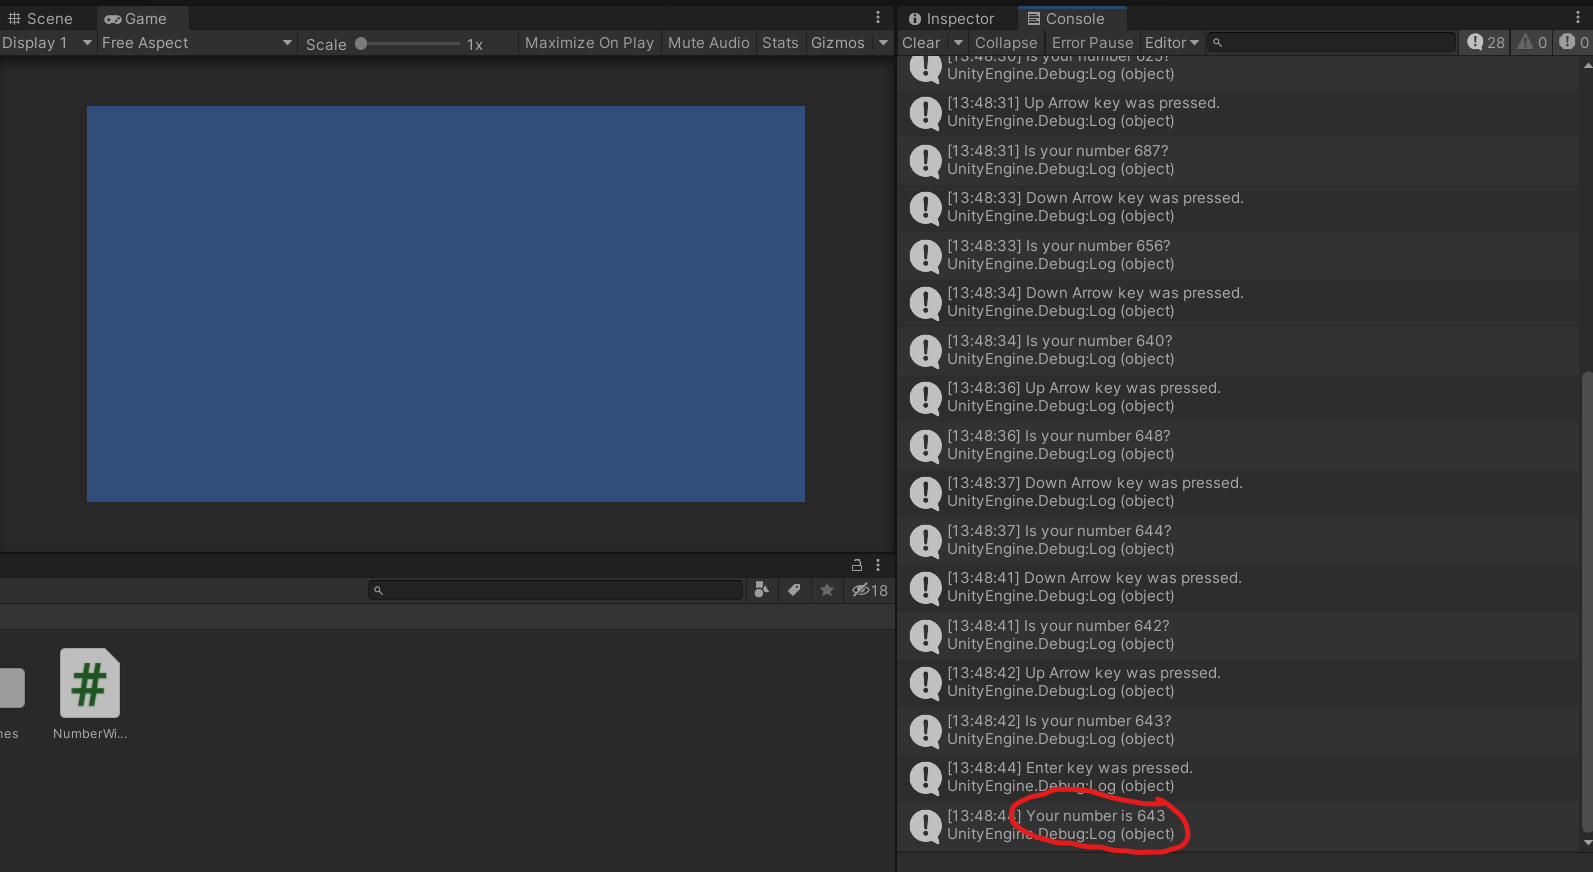 Scene Game
Display 1 Free Aspect Scale 1x Maximize On Play Mute Audio Stats Gizmos
NumberWi...
18
Inspector Console
Clear Collapse Error Pause Editor 28 0 0
[13:48:30] Is your number 625?
UnityEngine.Debug:Log (object)
[13:48:31] Up Arrow key was pressed.
UnityEngine.Debug:Log (object)
[13:48:31] Is your number 687?
UnityEngine.Debug:Log (object)
[13:48:33] Down Arrow key was pressed.
UnityEngine.Debug:Log (object)
[13:48:33] Is your number 656?
UnityEngine.Debug:Log (object)
[13:48:34] Down Arrow key was pressed.
UnityEngine.Debug:Log (object)
[13:48:34] Is your number 640?
UnityEngine.Debug:Log (object)
[13:48:36] Up Arrow key was pressed.
UnityEngine.Debug:Log (object)
[13:48:36] Is your number 648?
UnityEngine.Debug:Log (object)
[13:48:37] Down Arrow key was pressed.
UnityEngine.Debug:Log (object)
[13:48:37] Is your number 644?
UnityEngine.Debug:Log (object)
[13:48:41] Down Arrow key was pressed.
UnityEngine.Debug:Log (object)
[13:48:41] Is your number 642?
UnityEngine.Debug:Log (object)
[13:48:42] Up Arrow key was pressed.
UnityEngine.Debug:Log (object)
[13:48:42] Is your number 643?
UnityEngine.Debug:Log (object)
[13:48:44] Enter key was pressed.
UnityEngine.Debug:Log (object)
[13:48:44] Your number is 643
UnityEngine.Debug:Log (object)